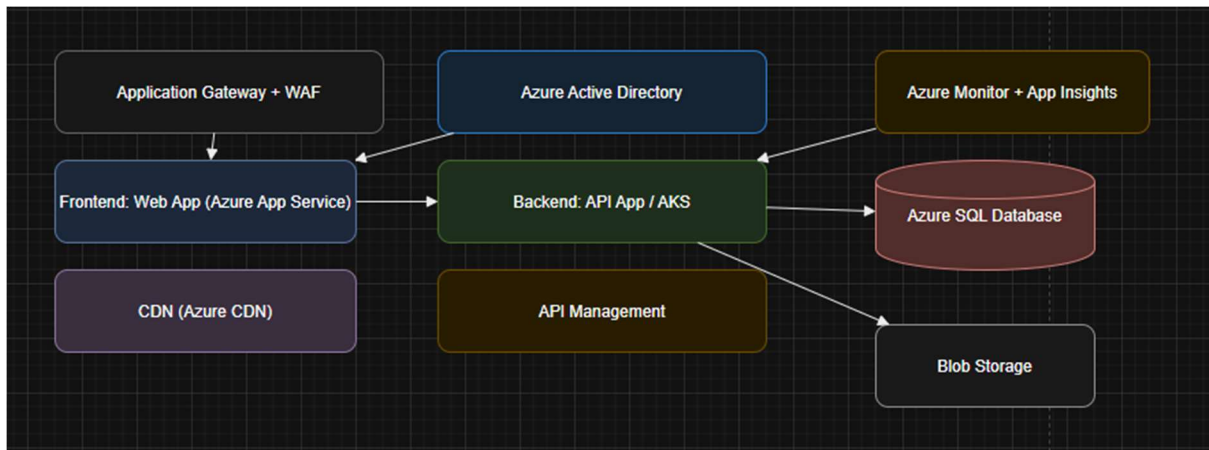 Application Gateway + WAF
Azure Active Directory
Azure Monitor + App Insights
Frontend: Web App (Azure App Service)
Backend: API App / AKS
Azure SQL Database
CDN (Azure CDN)
API Management
Blob Storage